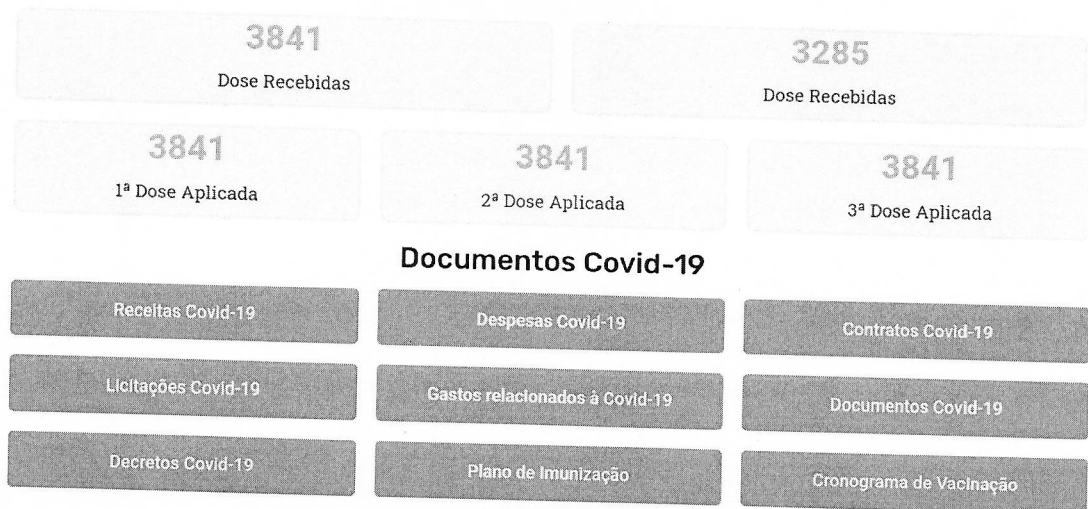 3841
Dose Recebidas
3285
Dose Recebidas
3841
1ª Dose Aplicada
3841
2ª Dose Aplicada
3841
3ª Dose Aplicada
Documentos Covid-19
Receitas Covid-19
Despesas Covid-19
Contratos Covid-19
Licitações Covid-19
Gastos relacionados à Covid-19
Documentos Covid-19
Decretos Covid-19
Plano de Imunização
Cronograma de Vacinação